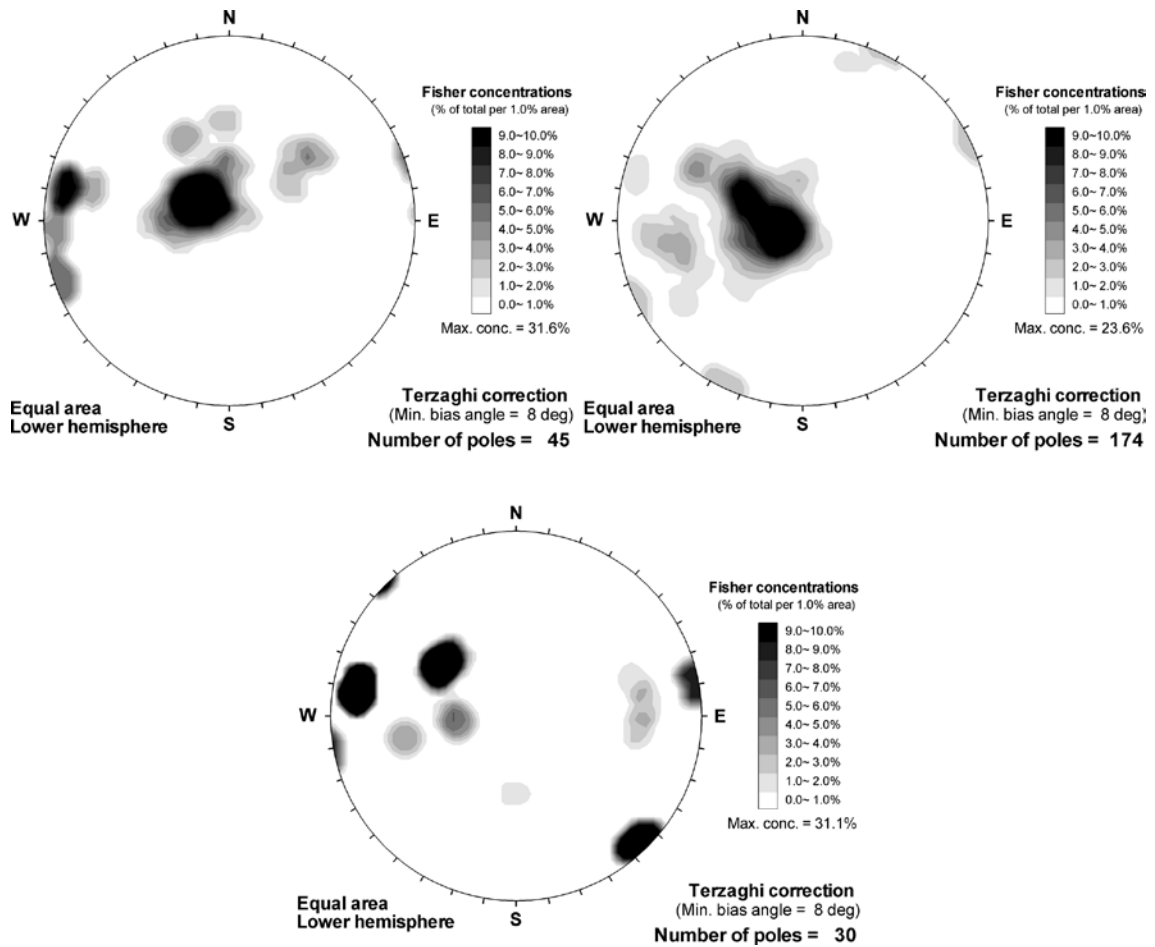 N
W
E
S
Fisher concentrations
(% of total per 1.0% area)
9.0~10.0%
8.0~ 9.0%
7.0~ 8.0%
6.0~ 7.0%
5.0~ 6.0%
4.0~ 5.0%
3.0~ 4.0%
2.0~ 3.0%
1.0~ 2.0%
0.0~ 1.0%
Max. conc. = 31.6%
Equal area
Lower hemisphere
Terzaghi correction
(Min. bias angle = 8 deg)
Number of poles = 45
N
W
E
S
Fisher concentrations
(% of total per 1.0% area)
9.0~10.0%
8.0~ 9.0%
7.0~ 8.0%
6.0~ 7.0%
5.0~ 6.0%
4.0~ 5.0%
3.0~ 4.0%
2.0~ 3.0%
1.0~ 2.0%
0.0~ 1.0%
Max. conc. = 23.6%
Equal area
Lower hemisphere
Terzaghi correction
(Min. bias angle = 8 deg)
Number of poles = 174
N
W
E
S
Fisher concentrations
(% of total per 1.0% area)
9.0~10.0%
8.0~ 9.0%
7.0~ 8.0%
6.0~ 7.0%
5.0~ 6.0%
4.0~ 5.0%
3.0~ 4.0%
2.0~ 3.0%
1.0~ 2.0%
0.0~ 1.0%
Max. conc. = 31.1%
Equal area
Lower hemisphere
Terzaghi correction
(Min. bias angle = 8 deg)
Number of poles = 30